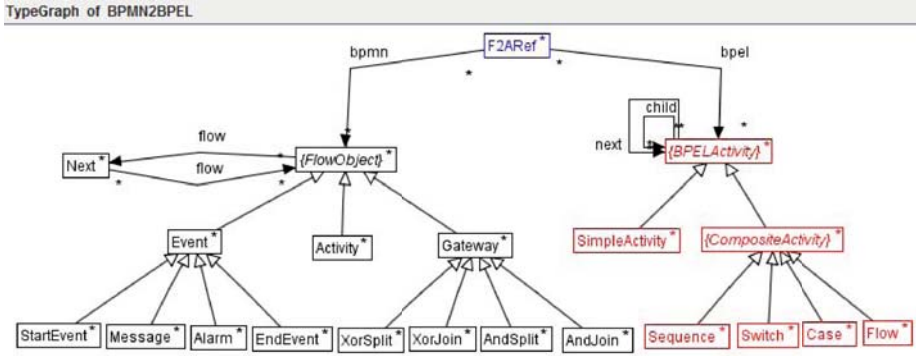 TypeGraph of BPMN2BPEL
F2ARef *
bpmn
bpel
* *
child
flow
* *
next
Next *
* {FlowObject} *
{BPELActivity} *
flow
* *
Event *
Activity *
Gateway *
SimpleActivity *
{CompositeActivity} *
StartEvent * Message * Alarm * EndEvent * XorSplit * XorJoin * AndSplit * AndJoin * Sequence * Switch * Case * Flow *